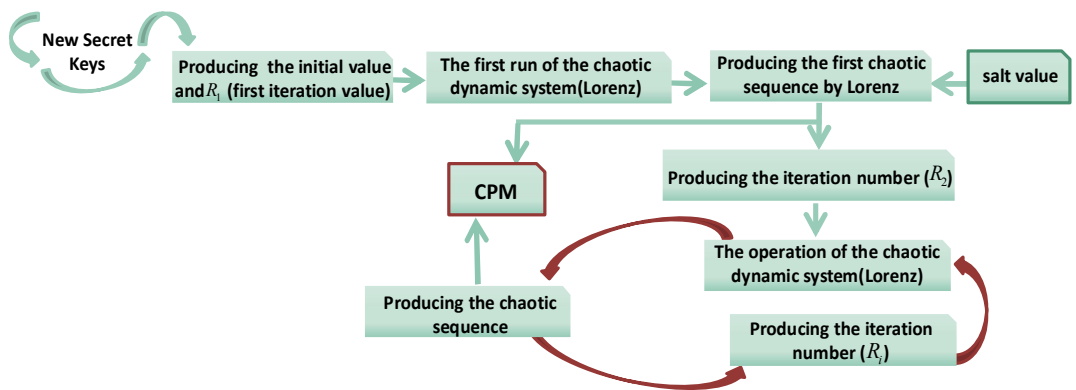 New Secret
Keys
Producing the initial value
and R₁ (first iteration value)
The first run of the chaotic
dynamic system(Lorenz)
Producing the first chaotic
sequence by Lorenz
salt value
CPM
Producing the iteration number (R₂)
The operation of the chaotic
dynamic system(Lorenz)
Producing the chaotic
sequence
Producing the iteration
number (Rᵢ)